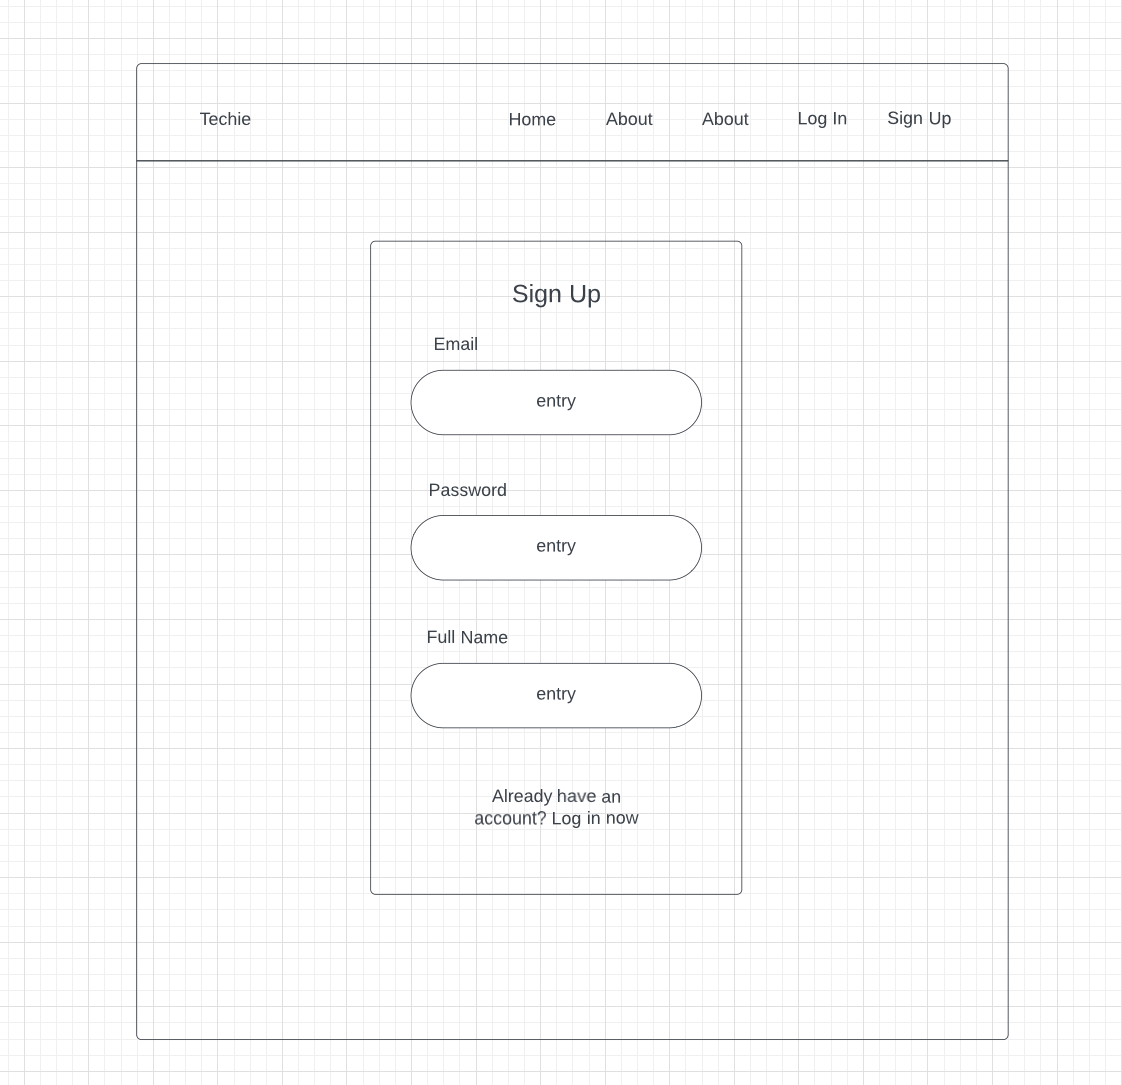 Techie Home About About Log In Sign Up
Sign Up
Email
entry
Password
entry
Full Name
entry
Already have an
account? Log in now